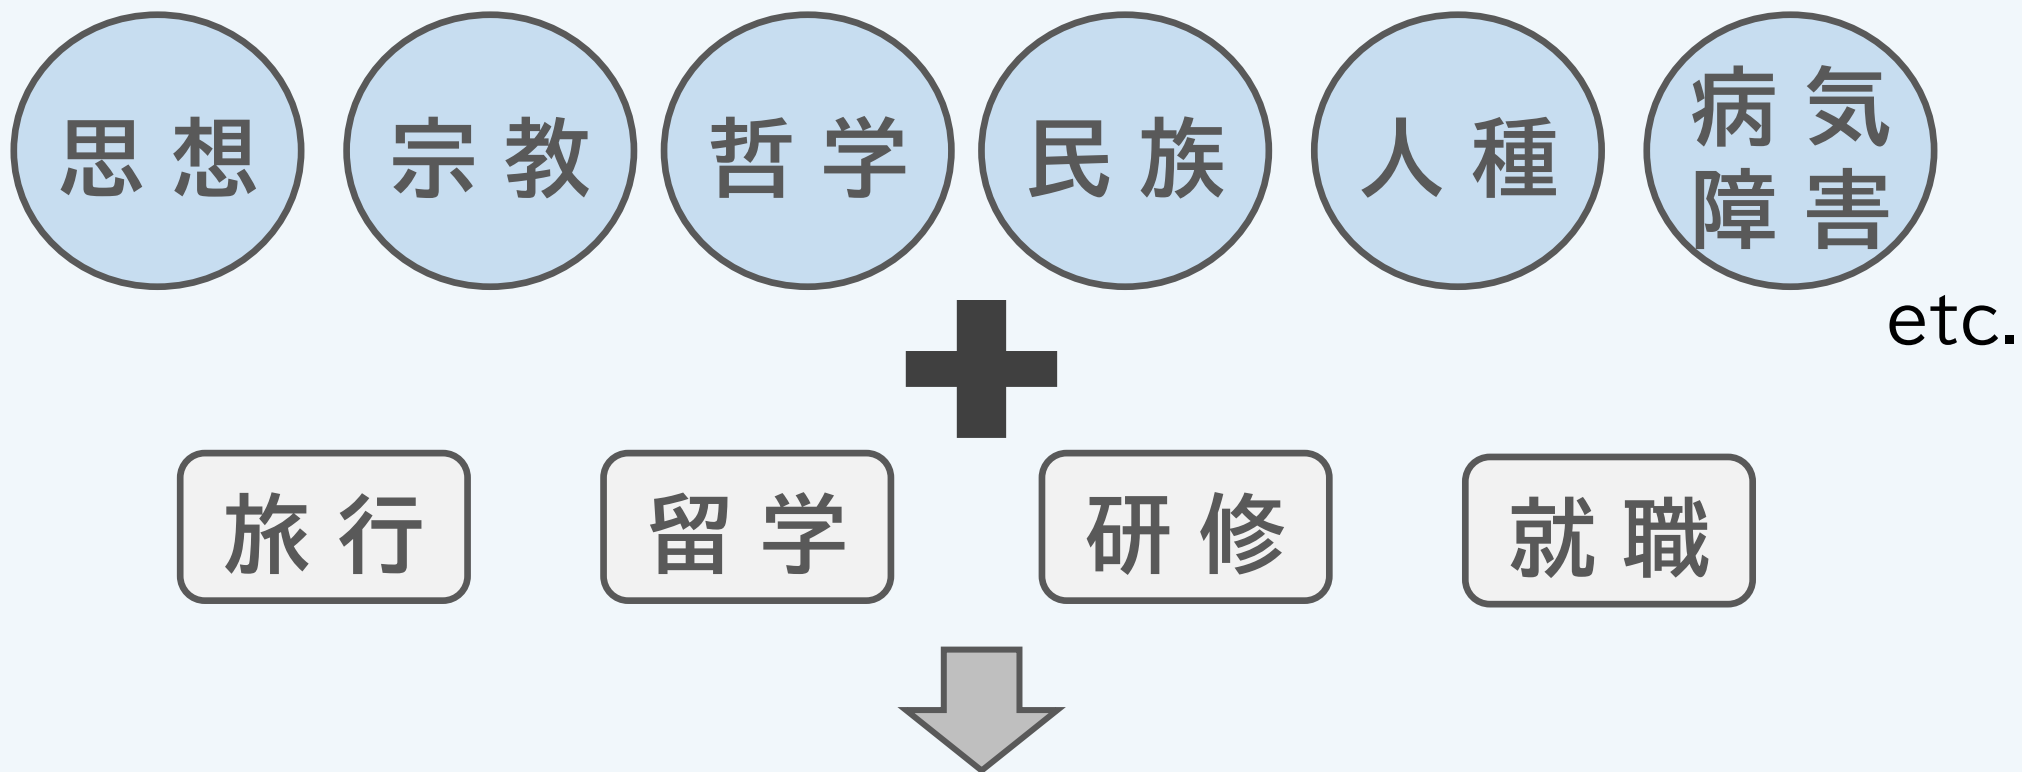 思想
宗教
哲学
民族
人種
病気
障害
etc.
旅行
留学
研修
就職